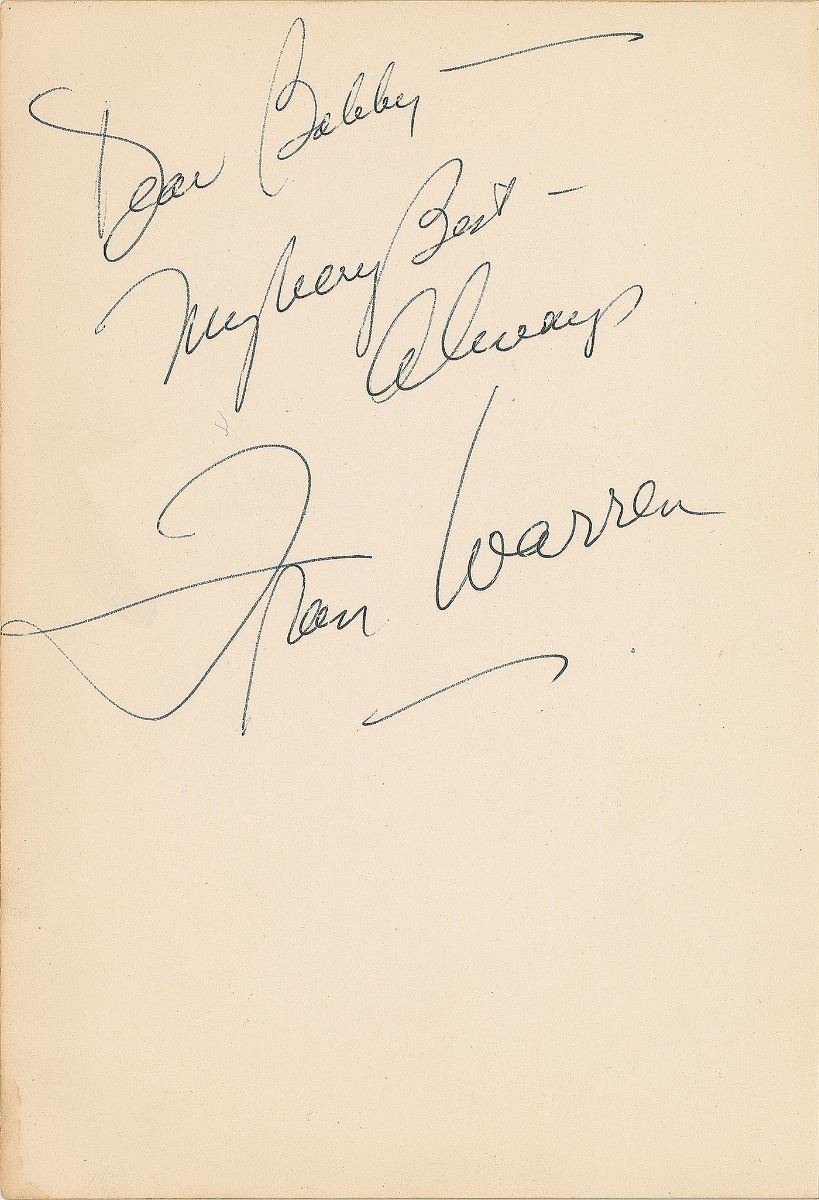 Dear Bobby —
My Very Best —
Always
Fran Warren